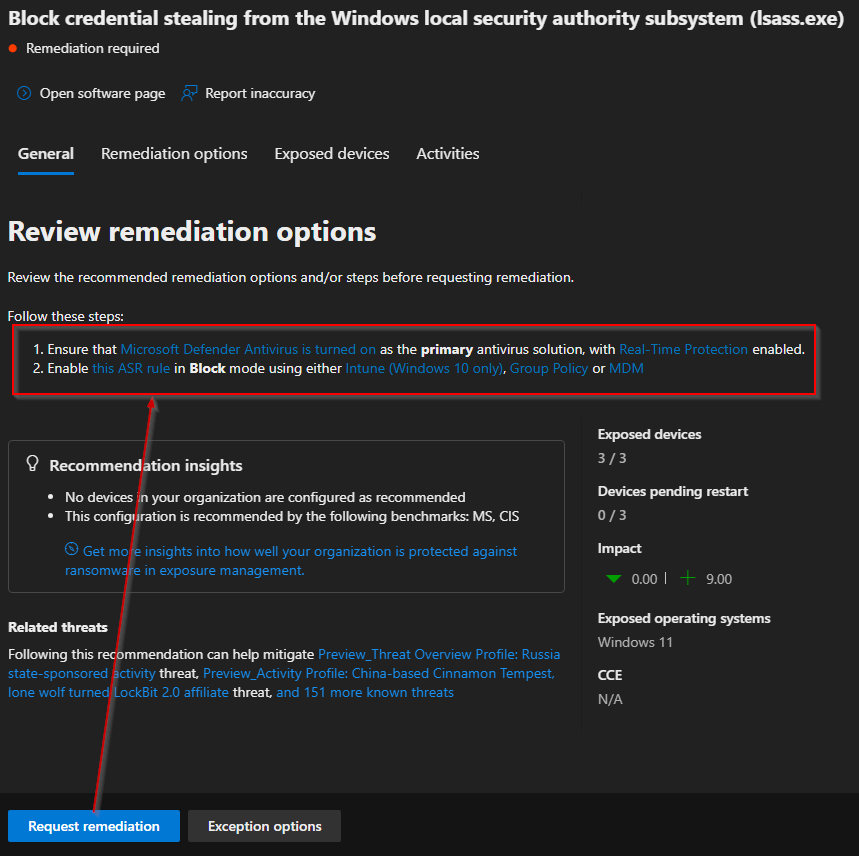 Block credential stealing from the Windows local security authority subsystem (lsass.exe)
Remediation required
Open software page Report inaccuracy
General Remediation options Exposed devices Activities
Review remediation options
Review the recommended remediation options and/or steps before requesting remediation.
Follow these steps:
1. Ensure that Microsoft Defender Antivirus is turned on as the primary antivirus solution, with Real-Time Protection enabled.
2. Enable this ASR rule in Block mode using either Intune (Windows 10 only), Group Policy or MDM
Recommendation insights
• No devices in your organization are configured as recommended
• This configuration is recommended by the following benchmarks: MS, CIS
Get more insights into how well your organization is protected against
ransomware in exposure management.
Related threats
Following this recommendation can help mitigate Preview_Threat Overview Profile: Russia
state-sponsored activity threat, Preview_Activity Profile: China-based Cinnamon Tempest,
lone wolf turned LockBit 2.0 affiliate threat, and 151 more known threats
Exposed devices
3 / 3
Devices pending restart
0 / 3
Impact
0.00 | + 9.00
Exposed operating systems
Windows 11
CCE
N/A
Request remediation Exception options